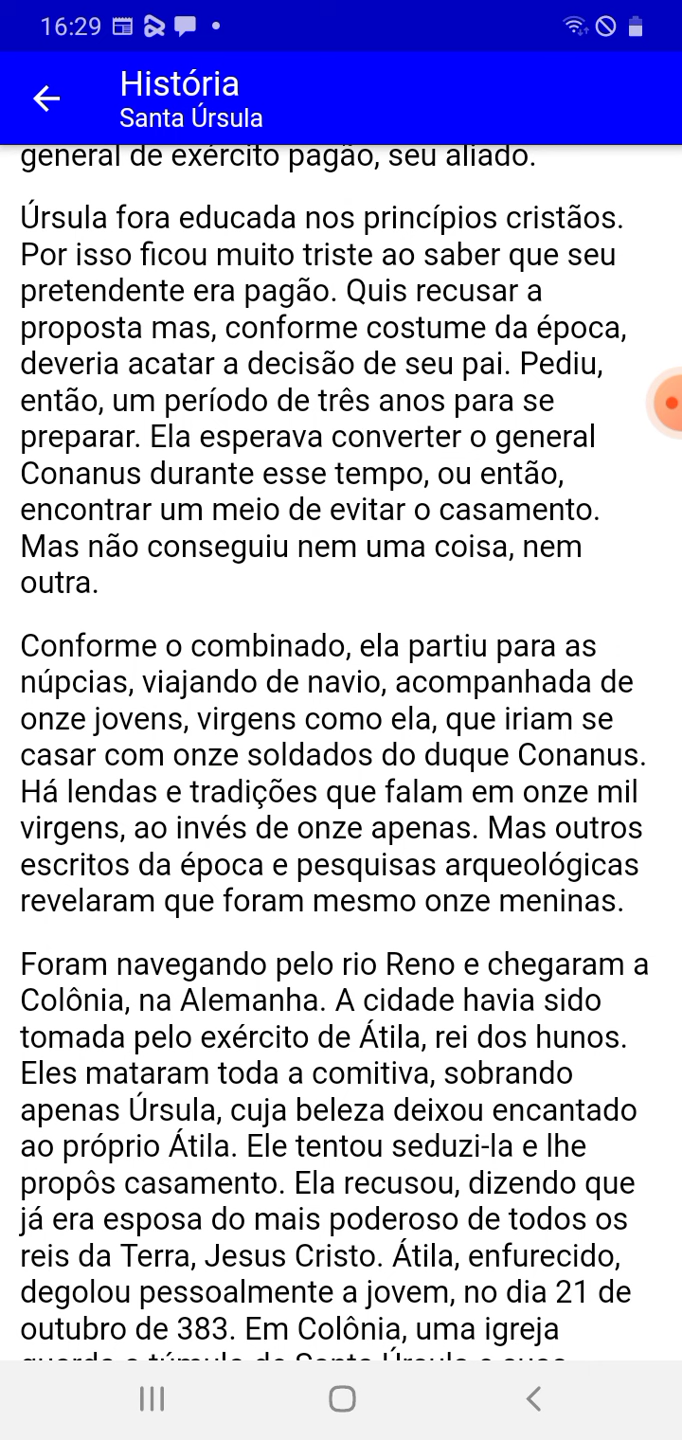 16:29
História
Santa Úrsula
general de exército pagão, seu aliado.
Úrsula fora educada nos princípios cristãos.
Por isso ficou muito triste ao saber que seu
pretendente era pagão. Quis recusar a
proposta mas, conforme costume da época,
deveria acatar a decisão de seu pai. Pediu,
então, um período de três anos para se
preparar. Ela esperava converter o general
Conanus durante esse tempo, ou então,
encontrar um meio de evitar o casamento.
Mas não conseguiu nem uma coisa, nem
outra.
Conforme o combinado, ela partiu para as
núpcias, viajando de navio, acompanhada de
onze jovens, virgens como ela, que iriam se
casar com onze soldados do duque Conanus.
Há lendas e tradições que falam em onze mil
virgens, ao invés de onze apenas. Mas outros
escritos da época e pesquisas arqueológicas
revelaram que foram mesmo onze meninas.
Foram navegando pelo rio Reno e chegaram a
Colônia, na Alemanha. A cidade havia sido
tomada pelo exército de Átila, rei dos hunos.
Eles mataram toda a comitiva, sobrando
apenas Úrsula, cuja beleza deixou encantado
ao próprio Átila. Ele tentou seduzi-la e lhe
propôs casamento. Ela recusou, dizendo que
já era esposa do mais poderoso de todos os
reis da Terra, Jesus Cristo. Átila, enfurecido,
degolou pessoalmente a jovem, no dia 21 de
outubro de 383. Em Colônia, uma igreja
guarda o túmulo de Santa Úrsula e suas